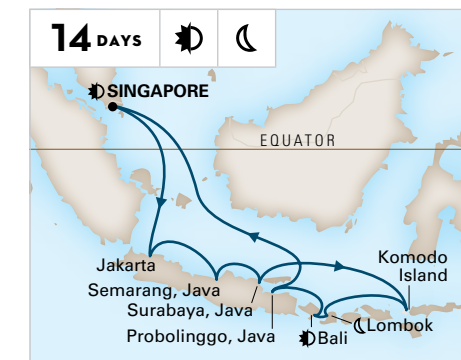 14 DAYS
SINGAPORE
EQUATOR
Komodo
Island
Jakarta
Semarang, Java
Surabaya, Java
Lombok
Probolinggo, Java
Bali